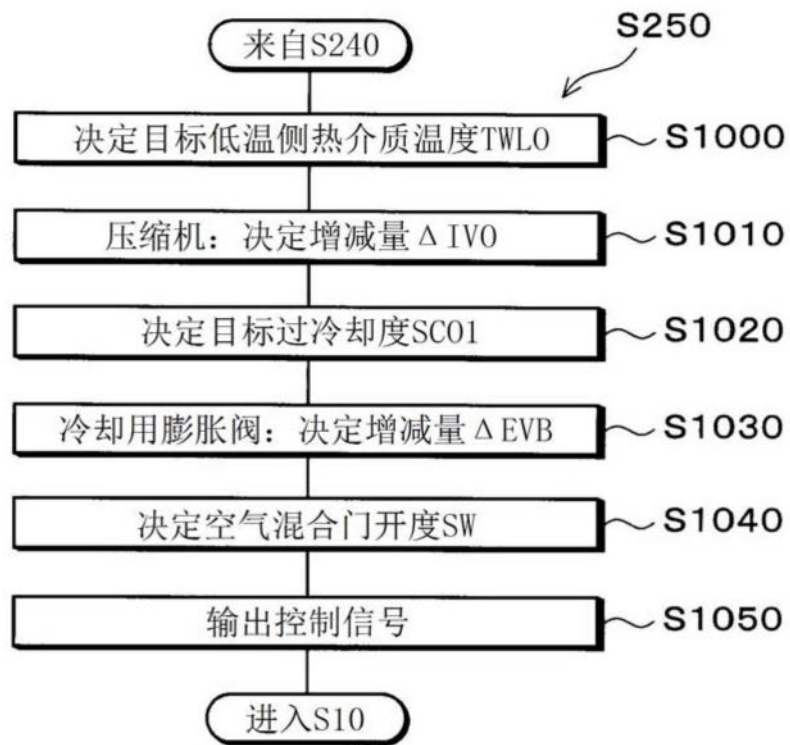 来自S240
S250
决定目标低温侧热介质温度TWLO
S1000
压缩机：决定增减量ΔIVO
S1010
决定目标过冷却度SCO1
S1020
冷却用膨胀阀：决定增减量ΔEVB
S1030
决定空气混合门开度SW
S1040
输出控制信号
S1050
进入S10